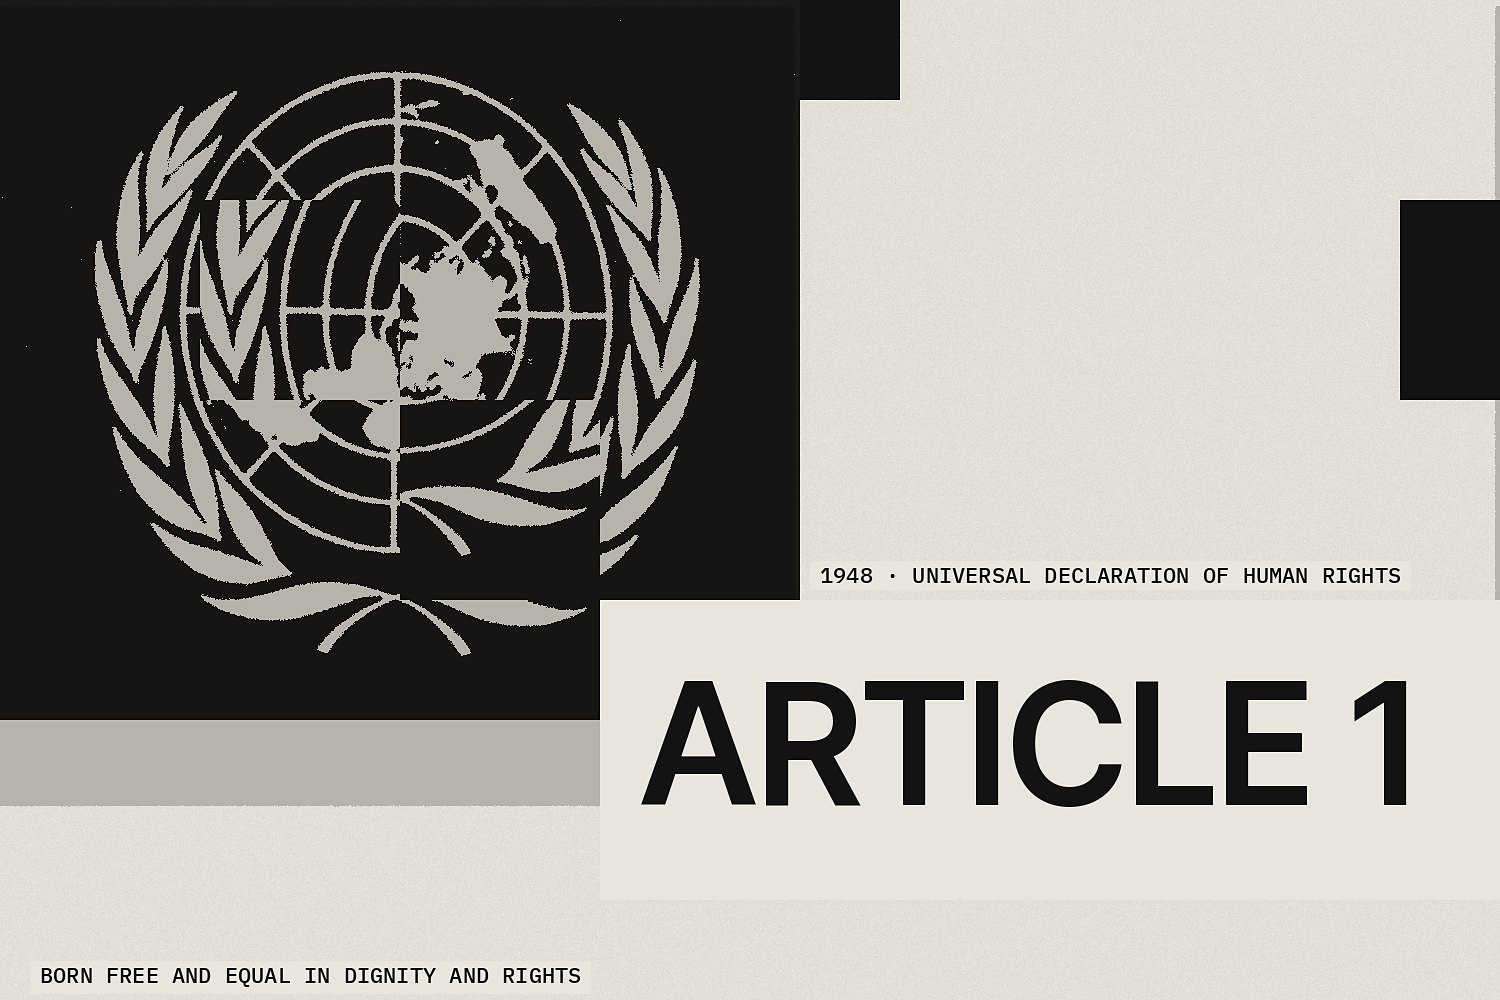 1948 · UNIVERSAL DECLARATION OF HUMAN RIGHTS
ARTICLE 1
BORN FREE AND EQUAL IN DIGNITY AND RIGHTS